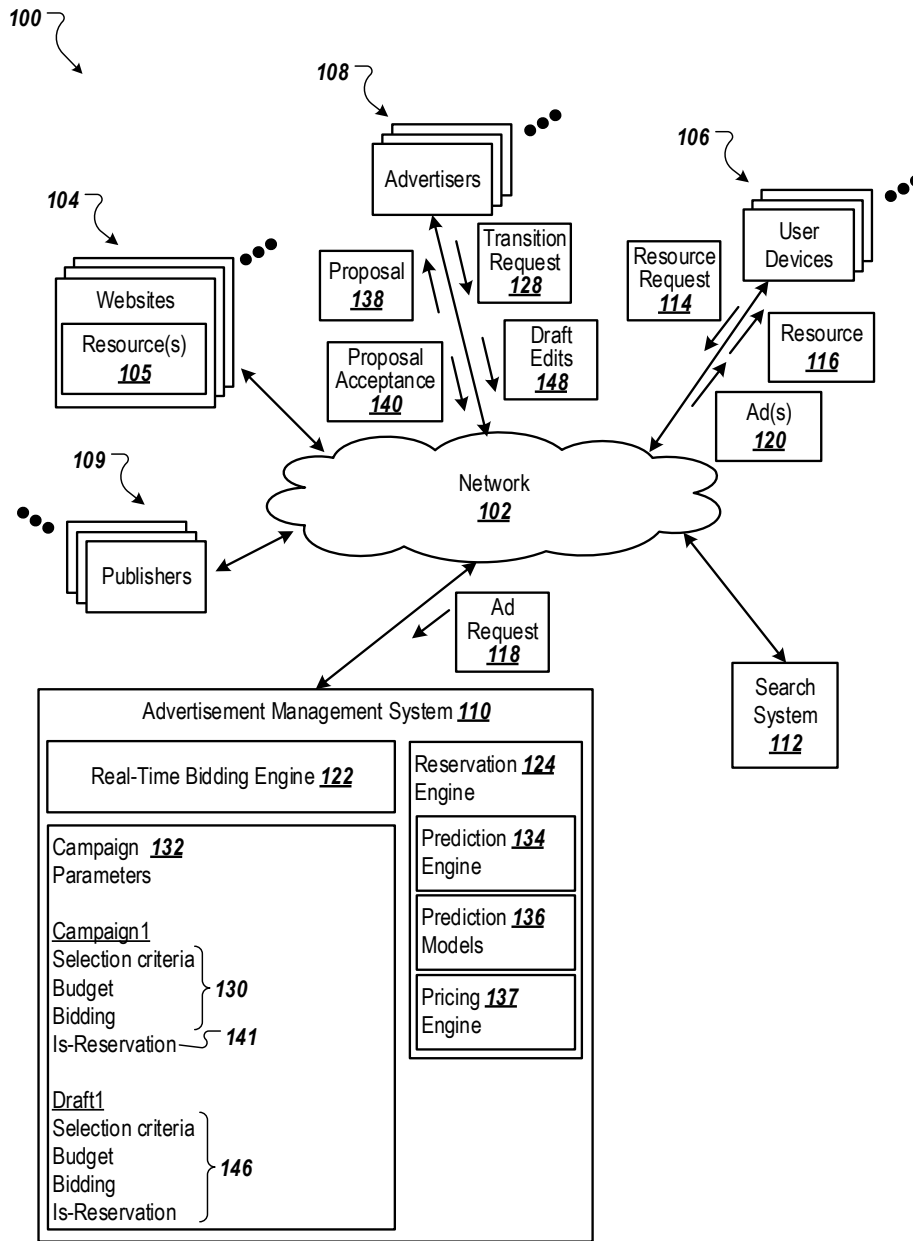 100
108
106
104
Advertisers
User
Devices
Websites
Resource(s)
105
Proposal
138
Transition
Request
128
Resource
Request
114
Resource
116
Proposal
Acceptance
140
Draft
Edits
148
Ad(s)
120
109
Publishers
Network
102
Ad
Request
118
Search
System
112
Advertisement Management System 110
Real-Time Bidding Engine 122
Reservation 124
Engine
Prediction 134
Engine
Prediction 136
Models
Pricing 137
Engine
Campaign 132
Parameters
Campaign1
Selection criteria
Budget
Bidding
130
Is-Reservation
141
Draft1
Selection criteria
Budget
Bidding
Is-Reservation
146